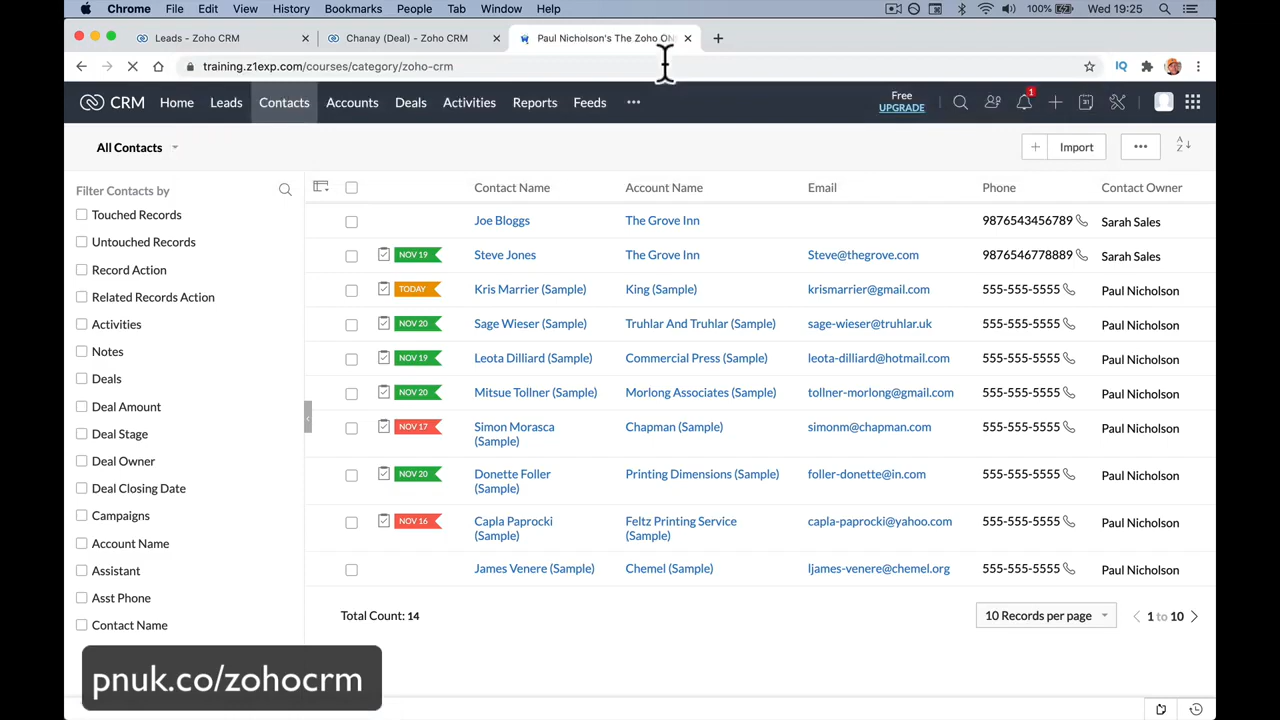 Chrome File Edit View History Bookmarks People Tab Window Help 100% Wed 19:25
Leads - Zoho CRM Chanay (Deal) - Zoho CRM Paul Nicholson's The Zoho ON
training.z1exp.com/courses/category/zoho-crm
CRM Home Leads Contacts Accounts Deals Activities Reports Feeds Free 1
UPGRADE
All Contacts Import
Filter Contacts by Contact Name Account Name Email Phone Contact Owner
Touched Records Joe Bloggs The Grove Inn 9876543456789 Sarah Sales
Untouched Records NOV 19 Steve Jones The Grove Inn Steve@thegrove.com 9876546778889 Sarah Sales
Record Action
Related Records Action TODAY Kris Marrier (Sample) King (Sample) krismarrier@gmail.com 555-555-5555 Paul Nicholson
Activities NOV 20 Sage Wieser (Sample) Truhlar And Truhlar (Sample) sage-wieser@truhlar.uk 555-555-5555 Paul Nicholson
Notes NOV 19 Leota Dilliard (Sample) Commercial Press (Sample) leota-dilliard@hotmail.com 555-555-5555 Paul Nicholson
Deals NOV 20 Mitsue Tollner (Sample) Morlong Associates (Sample) tollner-morlong@gmail.com 555-555-5555 Paul Nicholson
Deal Amount
Deal Stage NOV 17 Simon Morasca Chapman (Sample) simonm@chapman.com 555-555-5555 Paul Nicholson
(Sample)
Deal Owner
NOV 20 Donette Foller Printing Dimensions (Sample) foller-donette@in.com 555-555-5555 Paul Nicholson
Deal Closing Date (Sample)
Campaigns NOV 16 Capla Paprocki Feltz Printing Service capla-paprocki@yahoo.com 555-555-5555 Paul Nicholson
Account Name (Sample) (Sample)
Assistant James Venere (Sample) Chemel (Sample) ljames-venere@chemel.org 555-555-5555 Paul Nicholson
Asst Phone
Contact Name Total Count: 14 10 Records per page 1 to 10
pnuk.co/zohocrm